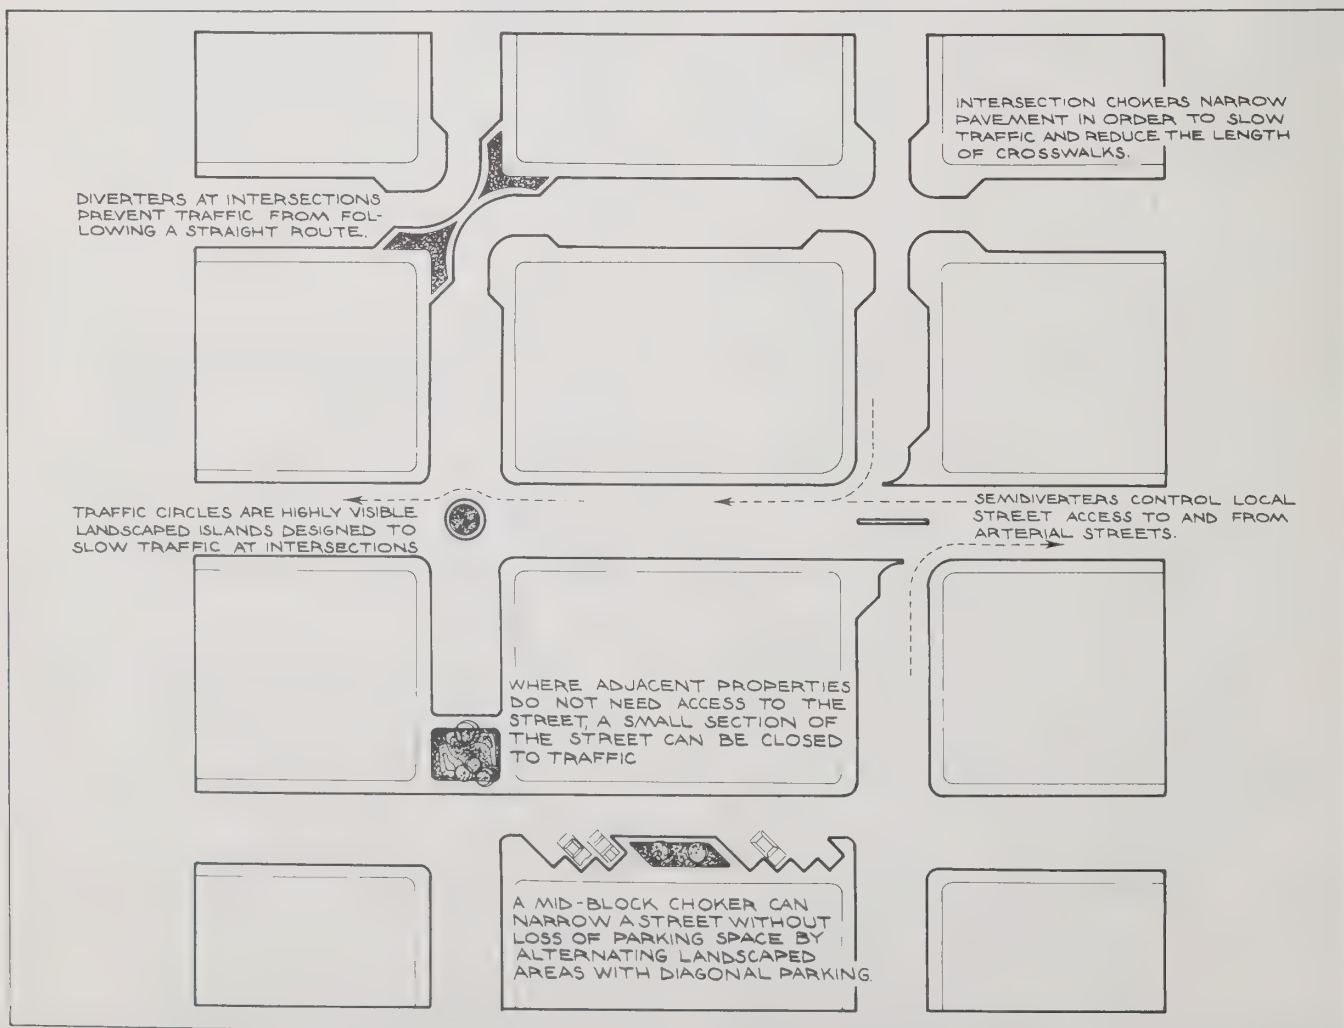 INTERSECTION CHOKERS NARROW
PAVEMENT IN ORDER TO SLOW
TRAFFIC AND REDUCE THE LENGTH
OF CROSSWALKS.
DIVERTERS AT INTERSECTIONS
PREVENT TRAFFIC FROM FOL-
LOWING A STRAIGHT ROUTE.
TRAFFIC CIRCLES ARE HIGHLY VISIBLE
LANDSCAPED ISLANDS DESIGNED TO
SLOW TRAFFIC AT INTERSECTIONS
SEMIDIVERTERS CONTROL LOCAL
STREET ACCESS TO AND FROM
ARTERIAL STREETS.
WHERE ADJACENT PROPERTIES
DO NOT NEED ACCESS TO THE
STREET, A SMALL SECTION OF
THE STREET CAN BE CLOSED
TO TRAFFIC
A MID-BLOCK CHOKER CAN
NARROW A STREET WITHOUT
LOSS OF PARKING SPACE BY
ALTERNATING LANDSCAPED
AREAS WITH DIAGONAL PARKING.